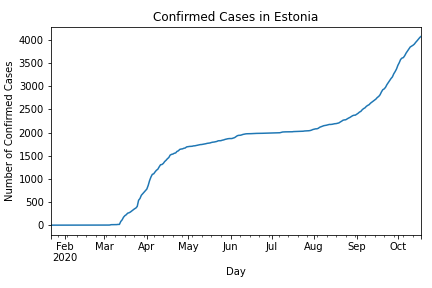 Confirmed Cases in Estonia
Number of Confirmed Cases
4000
3500
3000
2500
2000
1500
1000
500
0
Feb Mar Apr May Jun Jul Aug Sep Oct
2020
Day